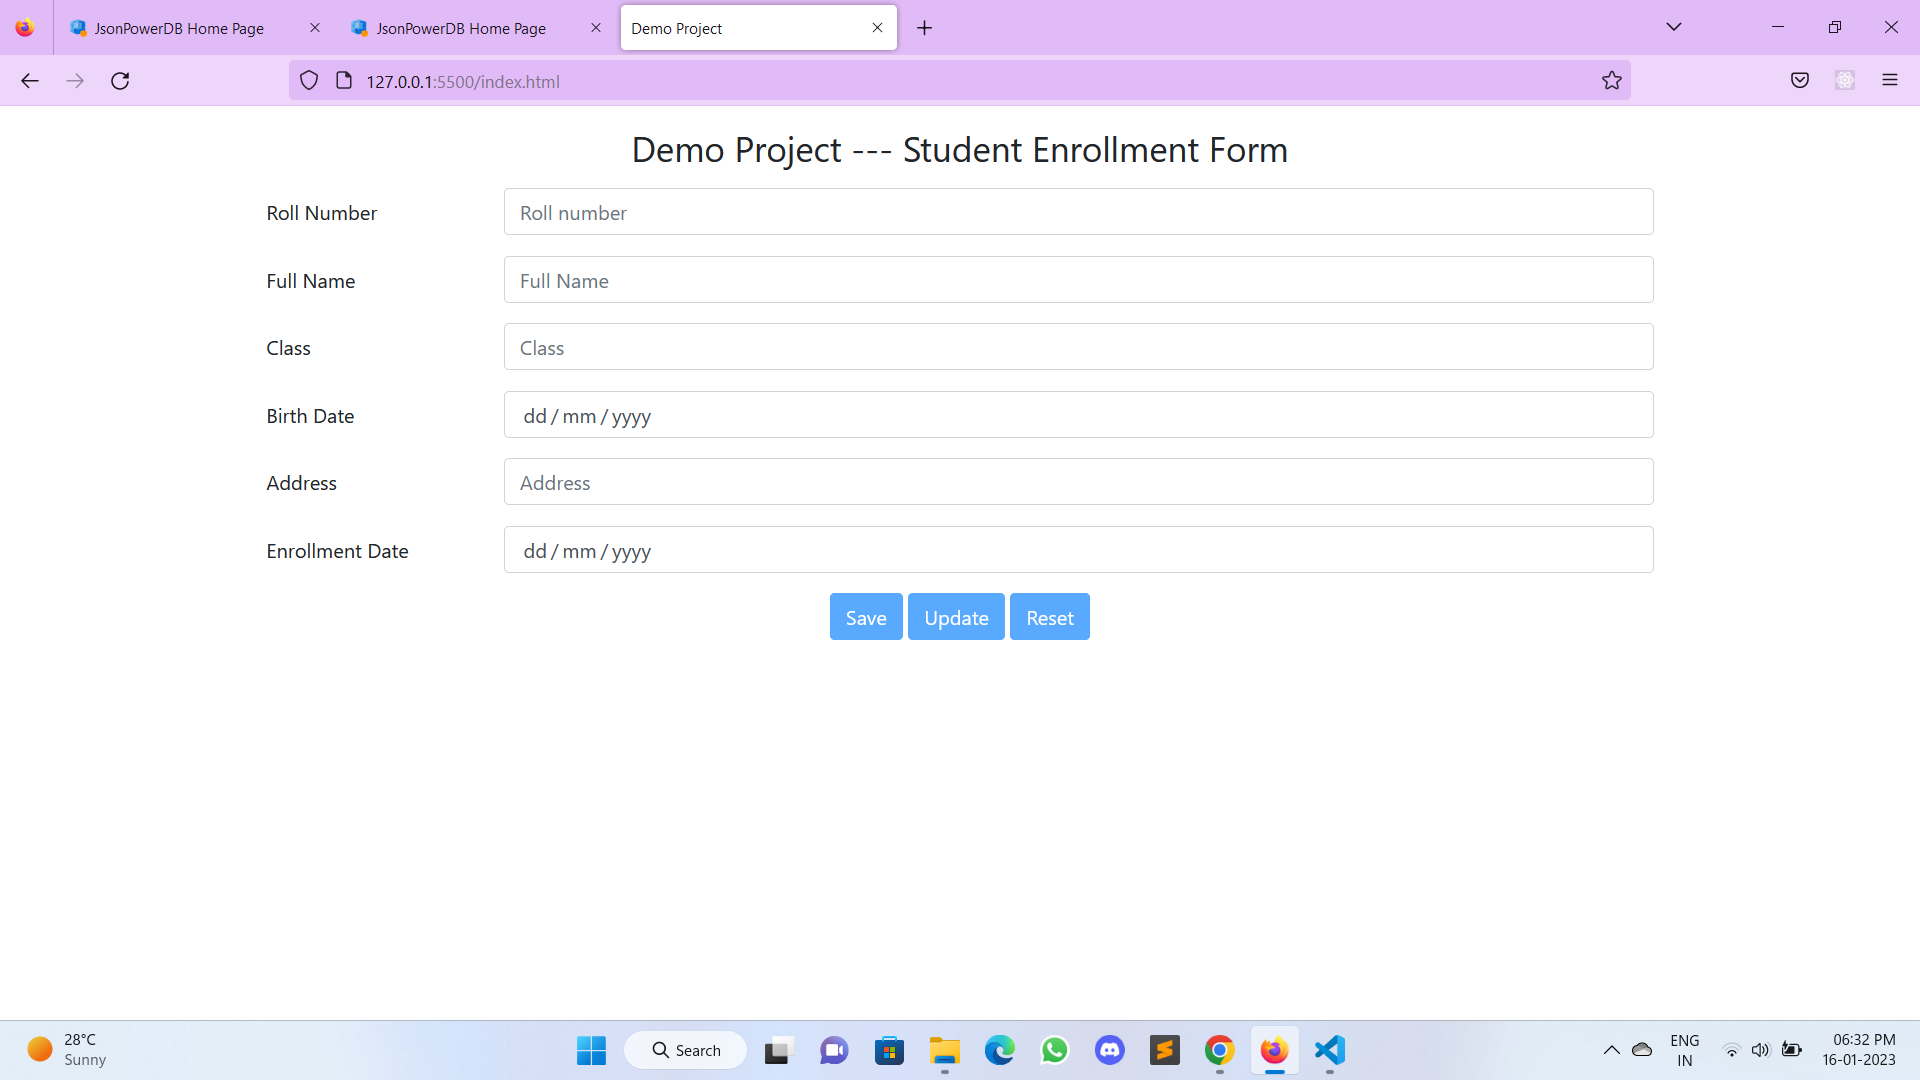 JsonPowerDB Home Page
JsonPowerDB Home Page
Demo Project
127.0.0.1:5500/index.html
Demo Project --- Student Enrollment Form
Roll Number
Roll number
Full Name
Full Name
Class
Class
Birth Date
dd/mm/yyyy
Address
Address
Enrollment Date
dd/mm/yyyy
Save Update Reset
28°C
Sunny
Search
ENG
IN
06:32 PM
16-01-2023